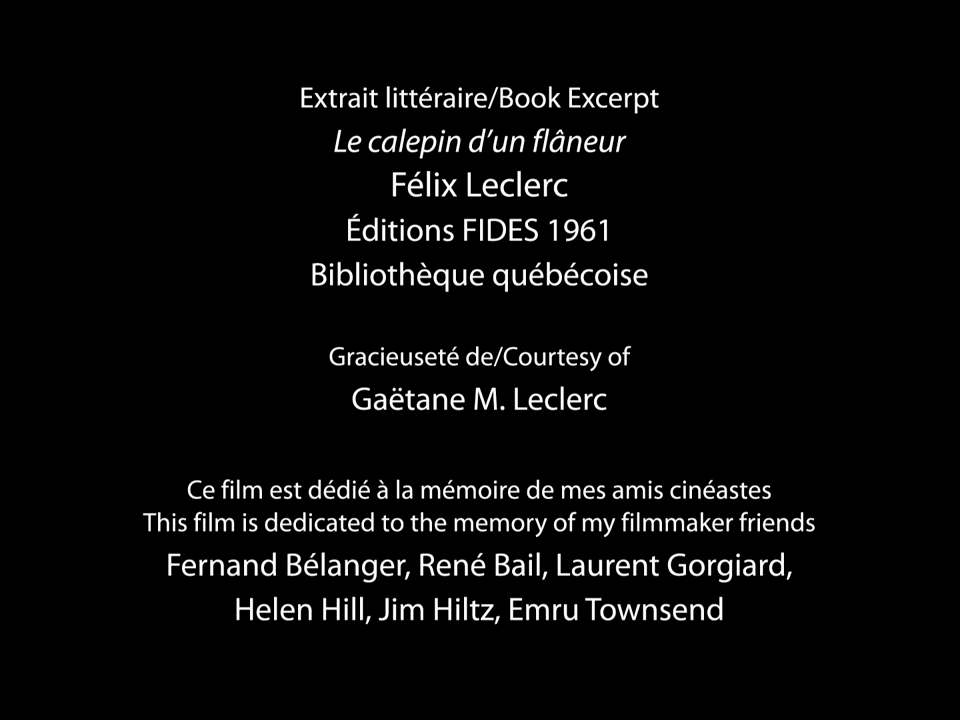 Extrait littéraire/Book Excerpt
Le calepin d’un flâneur
Félix Leclerc
Éditions FIDES 1961
Bibliothèque québécoise
Gracieuseté de/Courtesy of
Gaëtane M. Leclerc
Ce film est dédié à la mémoire de mes amis cinéastes
This film is dedicated to the memory of my filmmaker friends
Fernand Bélanger, René Bail, Laurent Gorgiard,
Helen Hill, Jim Hiltz, Emru Townsend